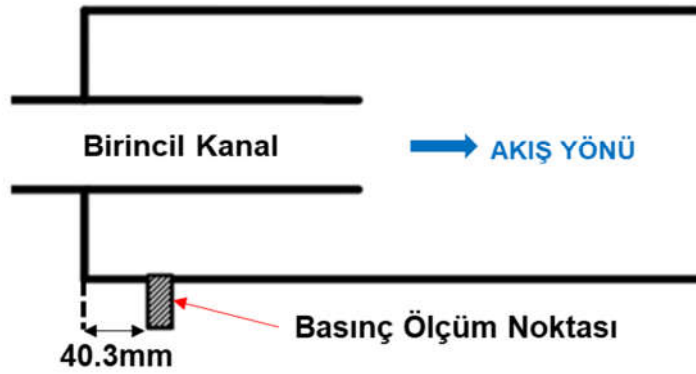 Birincil Kanal
AKIŞ YÖNÜ
Basınç Ölçüm Noktası
40.3mm